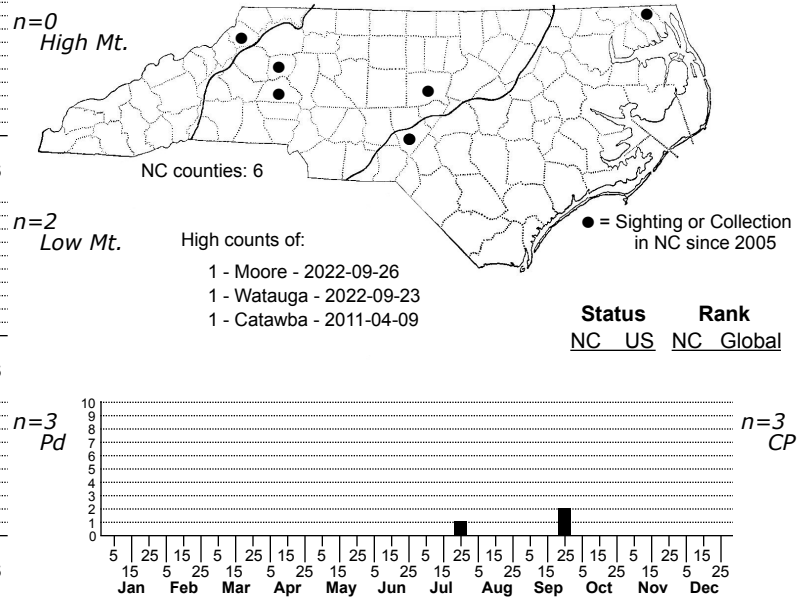 n=0
High Mt.
NC counties: 6
n=2
Low Mt.
High counts of:
1 - Moore - 2022-09-26
1 - Watauga - 2022-09-23
1 - Catawba - 2011-04-09
= Sighting or Collection
in NC since 2005
Status Rank
NC US NC Global
n=3
Pd
10
9
8
7
6
5
4
3
2
1
0
n=3
CP
5 25 15 5 25 15 5 25 15 5 25 15 5 25 15 5 25 15
15 5 25 15 5 25 15 5 25 15 5 25 15 5 25 15 5 25
Jan Feb Mar Apr May Jun Jul Aug Sep Oct Nov Dec